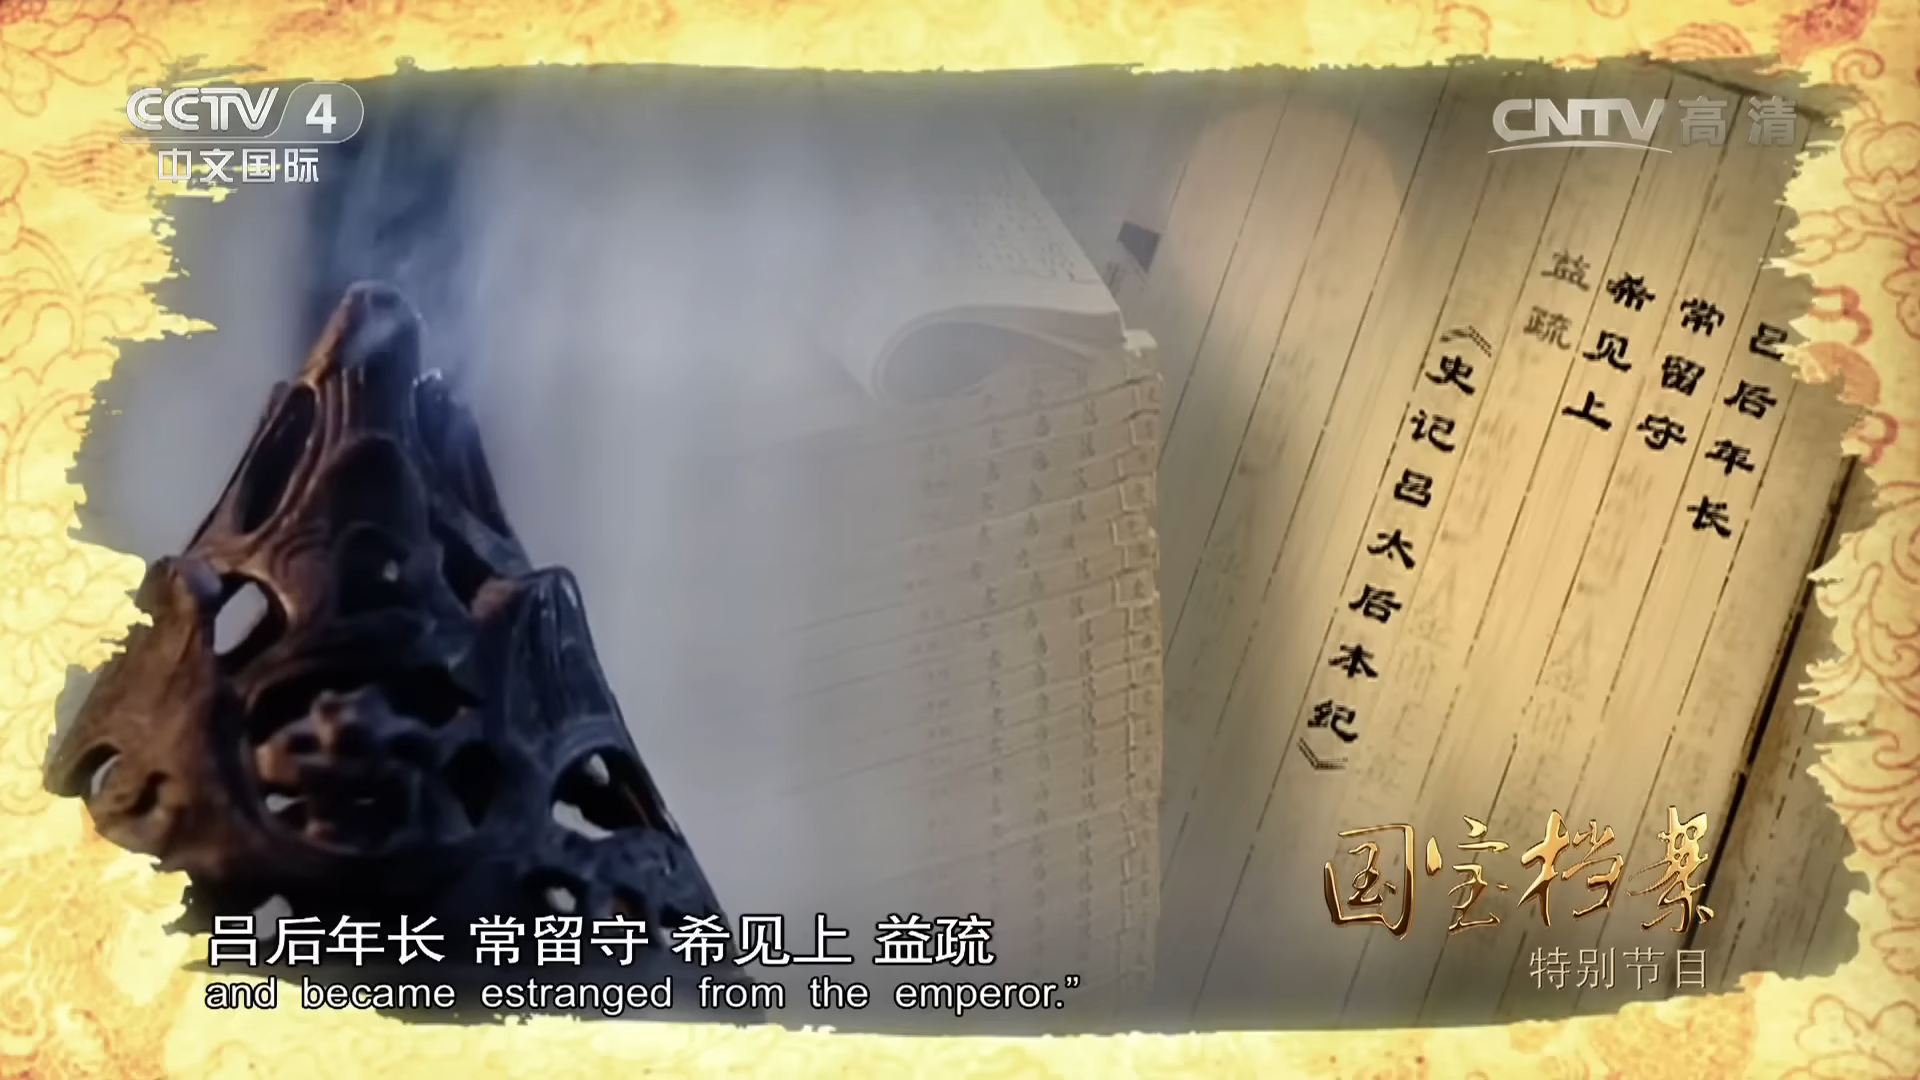 CCTV 4
中文国际
CNTV 高清
吕后年长
常留守
希见上
益疏
《史记吕太后本纪》
国宝档案
特别节目
吕后年长 常留守 希见上 益疏
and became estranged from the emperor.”